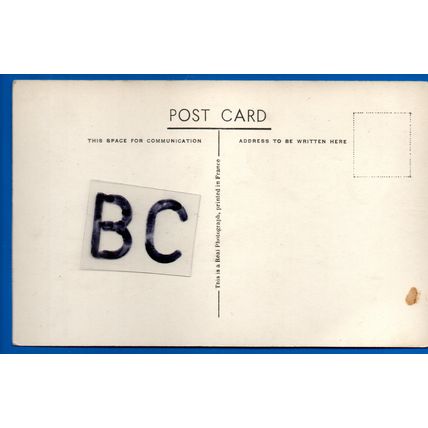 POST CARD
THIS SPACE FOR COMMUNICATION
ADDRESS TO BE WRITTEN HERE
This is a Real Photograph, printed in France
BC